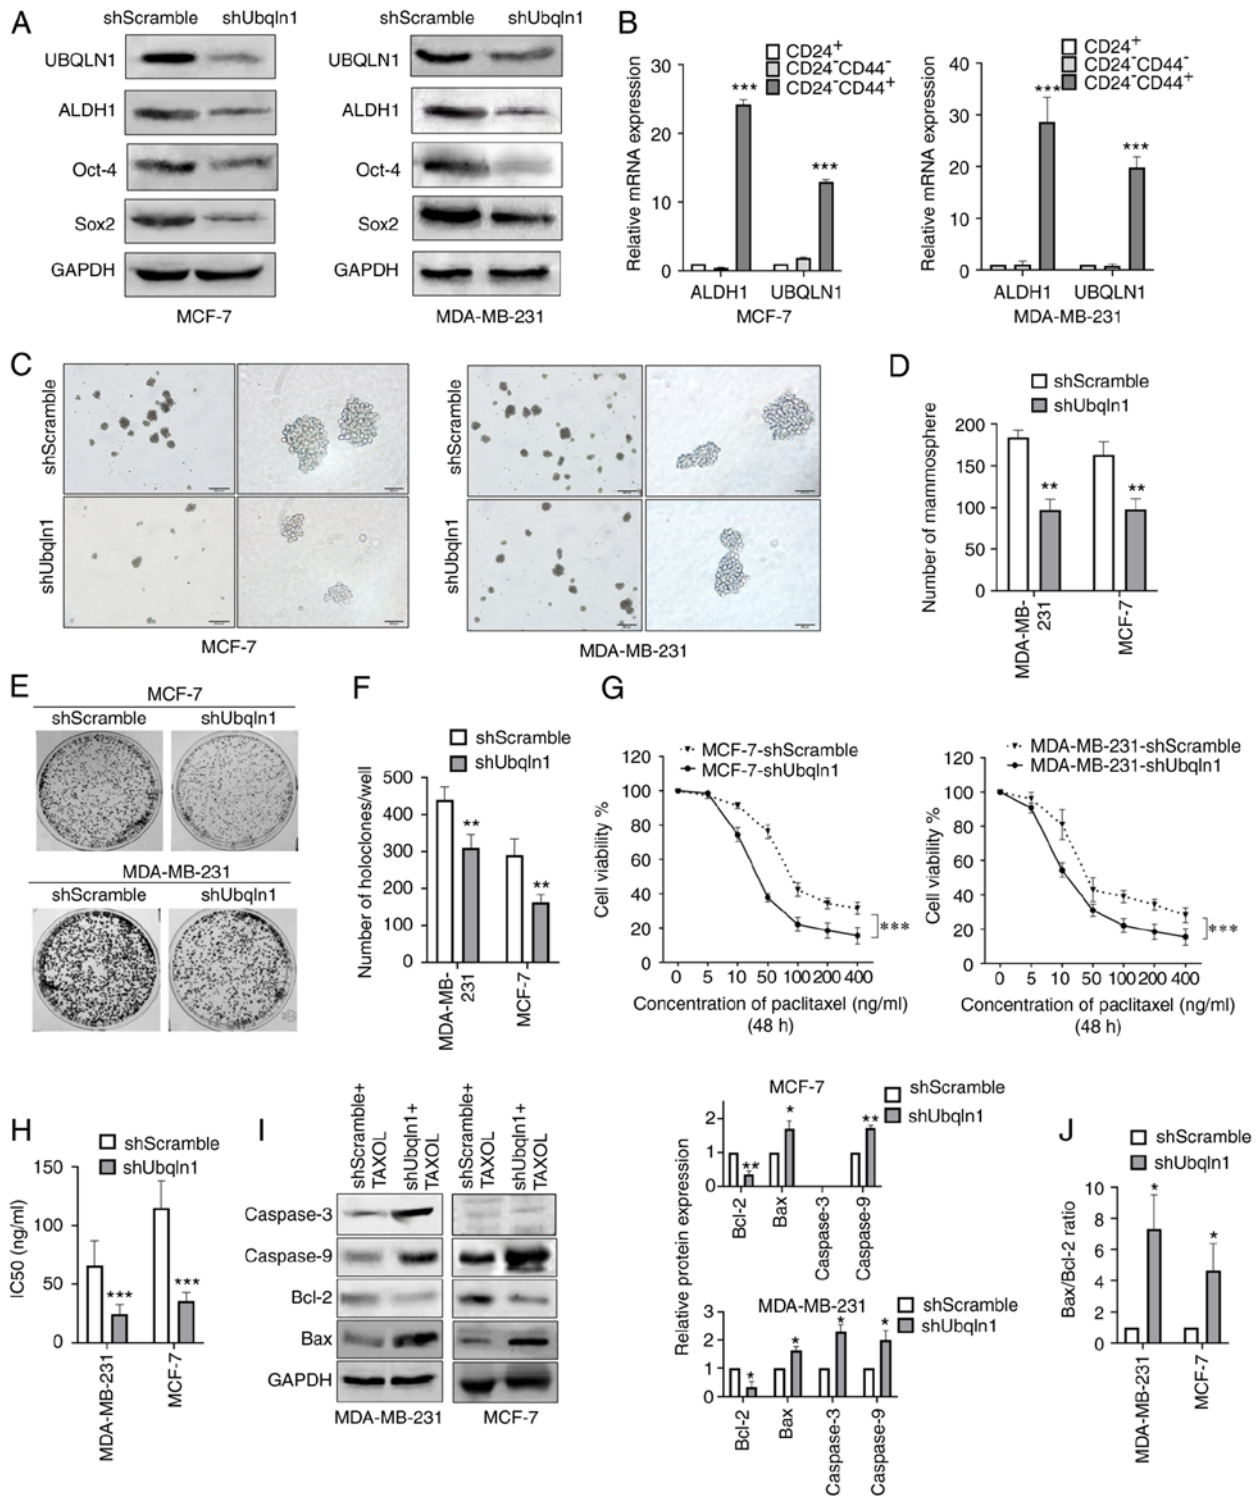 A
shScramble shUbqln1
UBQLN1
ALDH1
Oct-4
Sox2
GAPDH
MCF-7
shScramble shUbqln1
UBQLN1
ALDH1
Oct-4
Sox2
GAPDH
MDA-MB-231
B
CD24+
CD24-CD44-
CD24-CD44+
Relative mRNA expression
30
20
10
0
***
***
ALDH1 UBQLN1
MCF-7
CD24+
CD24-CD44-
CD24-CD44+
Relative mRNA expression
40
30
20
10
0
***
***
ALDH1 UBQLN1
MDA-MB-231
C
shScramble
shUbqln1
MCF-7
shScramble
shUbqln1
MDA-MB-231
D
shScramble
shUbqln1
Number of mammosphere
200
150
100
50
0
**
**
MDA-MB-
231
MCF-7
E
MCF-7
shScramble shUbqln1
MDA-MB-231
shScramble shUbqln1
F
shScramble
shUbqln1
Number of holoclones/well
500
400
300
200
100
0
**
**
MDA-MB-
231
MCF-7
G
MCF-7-shScramble
MCF-7-shUbqln1
Cell viability %
120
100
80
60
40
20
0
***
0 5 10 50 100 200 400
Concentration of paclitaxel (ng/ml)
(48 h)
MDA-MB-231-shScramble
MDA-MB-231-shUbqln1
Cell viability %
120
100
80
60
40
20
0
***
0 5 10 50 100 200 400
Concentration of paclitaxel (ng/ml)
(48 h)
H
shScramble
shUbqln1
IC50 (ng/ml)
150
100
50
0
***
***
MDA-MB-231
MCF-7
I
shScramble+
TAXOL
shUbqln1+
TAXOL
shScramble+
TAXOL
shUbqln1+
TAXOL
Caspase-3
Caspase-9
Bcl-2
Bax
GAPDH
MDA-MB-231 MCF-7
Relative protein expression
MCF-7
shScramble
shUbqln1
2
1
0
**
*
**
Bcl-2
Bax
Caspase-3
Caspase-9
MDA-MB-231
shScramble
shUbqln1
3
2
1
0
*
*
*
*
Bcl-2
Bax
Caspase-3
Caspase-9
J
shScramble
shUbqln1
Bax/Bcl-2 ratio
10
8
6
4
2
0
*
*
MDA-MB-231
MCF-7